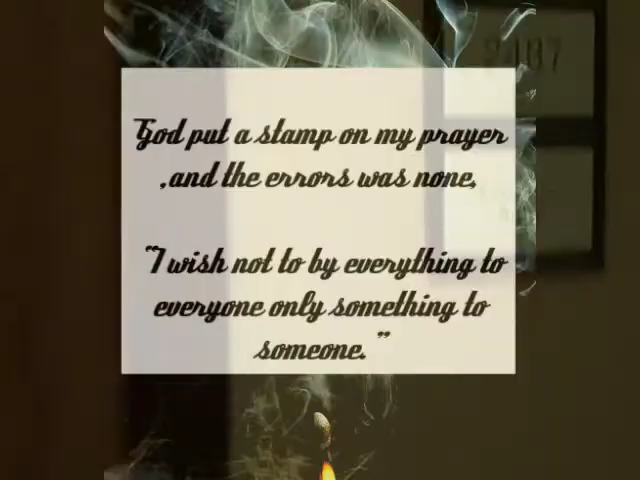 God put a stamp on my prayer
,and the errors was none,
"I wish not to by everything to
everyone only something to
someone."